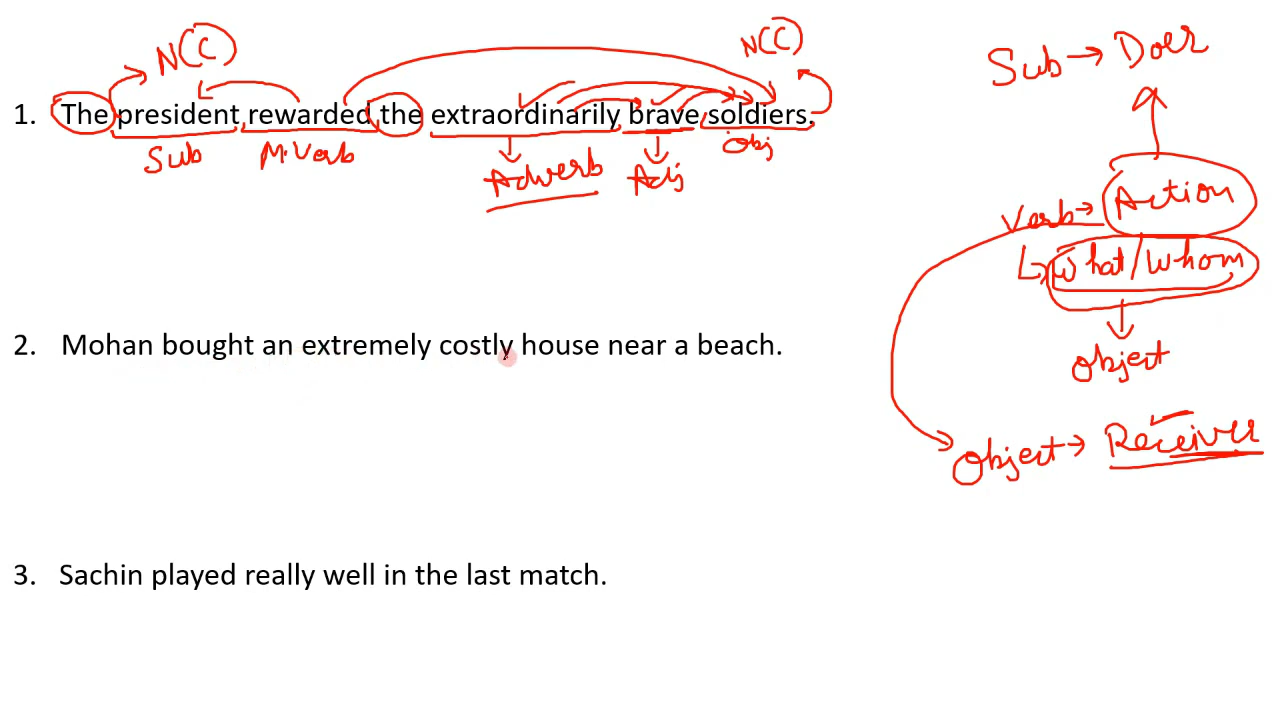 NCC
NCC
Sub → Doer
1. The president rewarded the extraordinarily brave soldiers.
Sub M.Verb Obj
Adverb Adj
Verb → Action
What/Whom
2. Mohan bought an extremely costly house near a beach.
Object
Object → Receiver
3. Sachin played really well in the last match.